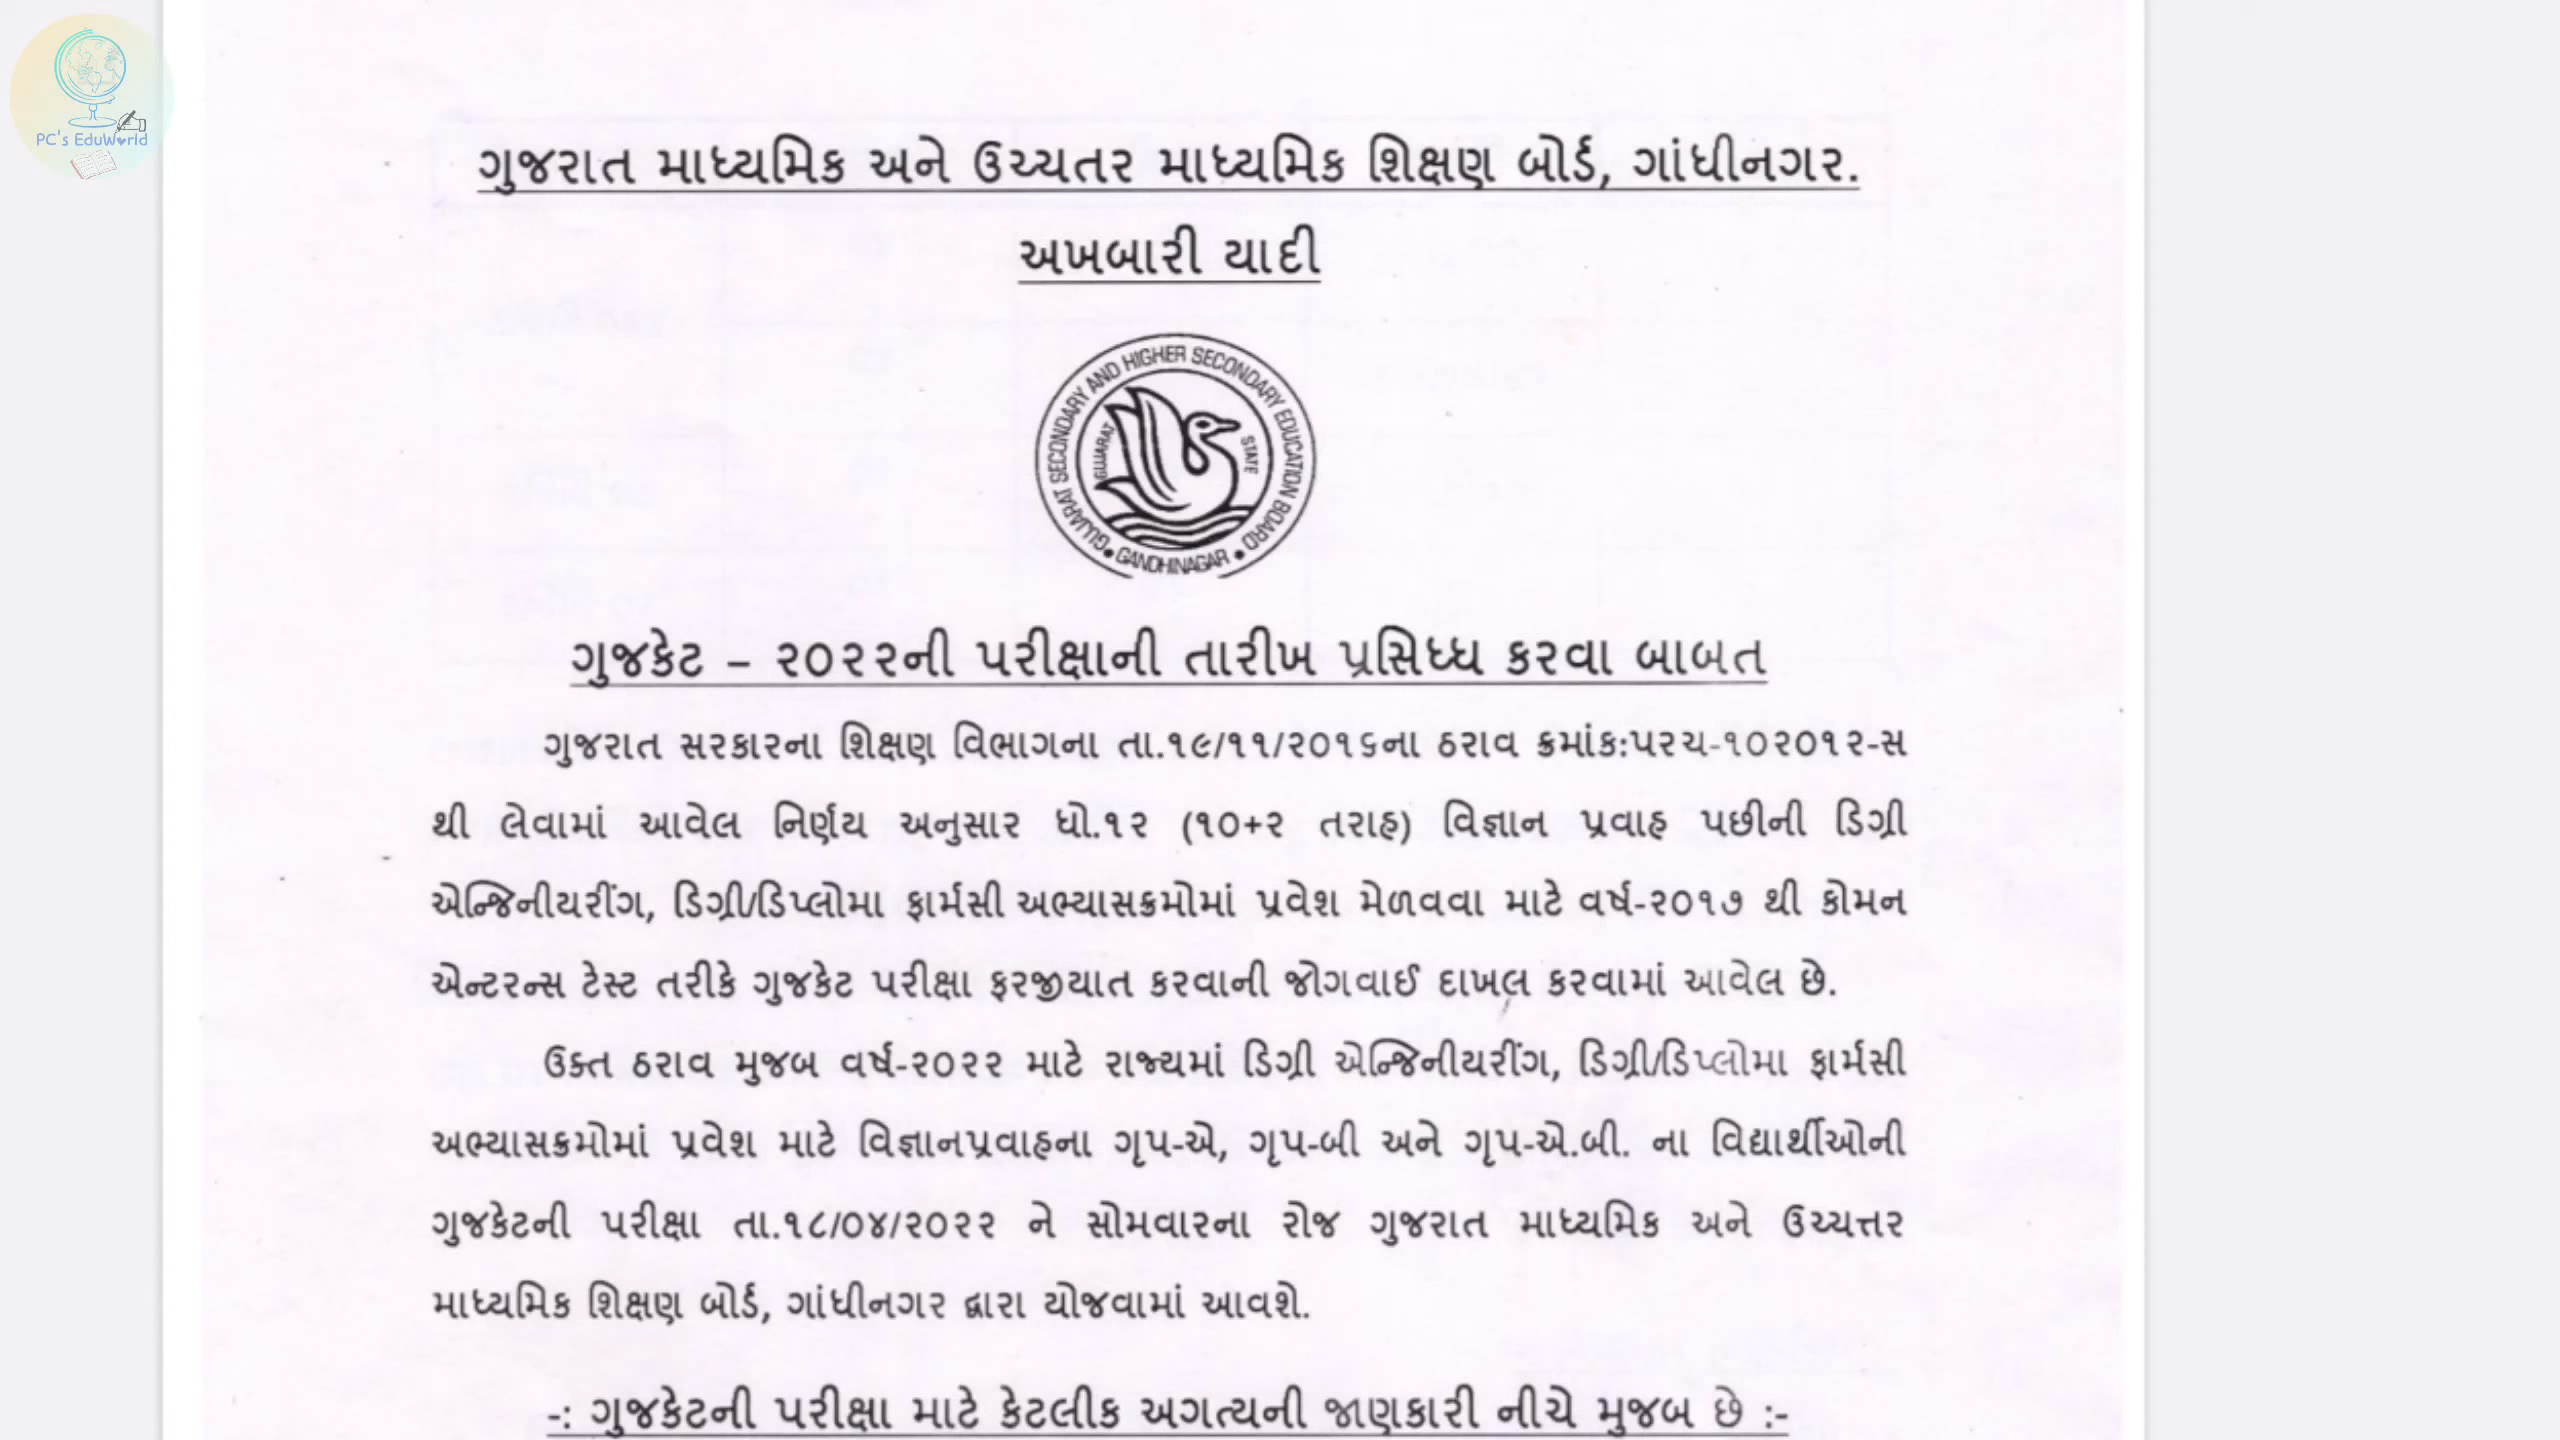 PC's EduWorld
ગુજરાત માધ્યમિક અને ઉચ્ચતર માધ્યમિક શિક્ષણ બોર્ડ, ગાંધીનગર.
અખબારી યાદી
GUJARAT SECONDARY AND HIGHER SECONDARY EDUCATION BOARD
GUJARAT STATE
GANDHINAGAR
ગુજકેટ – ૨૦૨૨ની પરીક્ષાની તારીખ પ્રસિધ્ધ કરવા બાબત
ગુજરાત સરકારના શિક્ષણ વિભાગના તા.૧૯/૧૧/૨૦૧૬ના ઠરાવ ક્રમાંક:પરચ-૧૦૨૦૧૨-સ
થી લેવામાં આવેલ નિર્ણય અનુસાર ધો.૧૨ (૧૦+૨ તરાહ) વિજ્ઞાન પ્રવાહ પછીની ડિગ્રી
એન્જિનીયરીંગ, ડિગ્રી/ડિપ્લોમા ફાર્મસી અભ્યાસક્રમોમાં પ્રવેશ મેળવવા માટે વર્ષ-૨૦૧૭ થી કોમન
એન્ટરન્સ ટેસ્ટ તરીકે ગુજકેટ પરીક્ષા ફરજીયાત કરવાની જોગવાઈ દાખલ કરવામાં આવેલ છે.
ઉક્ત ઠરાવ મુજબ વર્ષ-૨૦૨૨ માટે રાજ્યમાં ડિગ્રી એન્જિનીયરીંગ, ડિગ્રી/ડિપ્લોમા ફાર્મસી
અભ્યાસક્રમોમાં પ્રવેશ માટે વિજ્ઞાનપ્રવાહના ગૃપ-એ, ગૃપ-બી અને ગૃપ-એ.બી. ના વિદ્યાર્થીઓની
ગુજકેટની પરીક્ષા તા.૧૮/૦૪/૨૦૨૨ ને સોમવારના રોજ ગુજરાત માધ્યમિક અને ઉચ્ચત્તર
માધ્યમિક શિક્ષણ બોર્ડ, ગાંધીનગર દ્વારા યોજવામાં આવશે.
-: ગુજકેટની પરીક્ષા માટે કેટલીક અગત્યની જાણકારી નીચે મુજબ છે :-